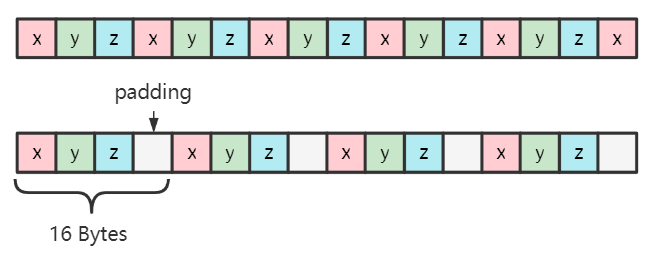 x y z x y z x y z x y z x y z x
padding
x y z x y z x y z x y z
16 Bytes